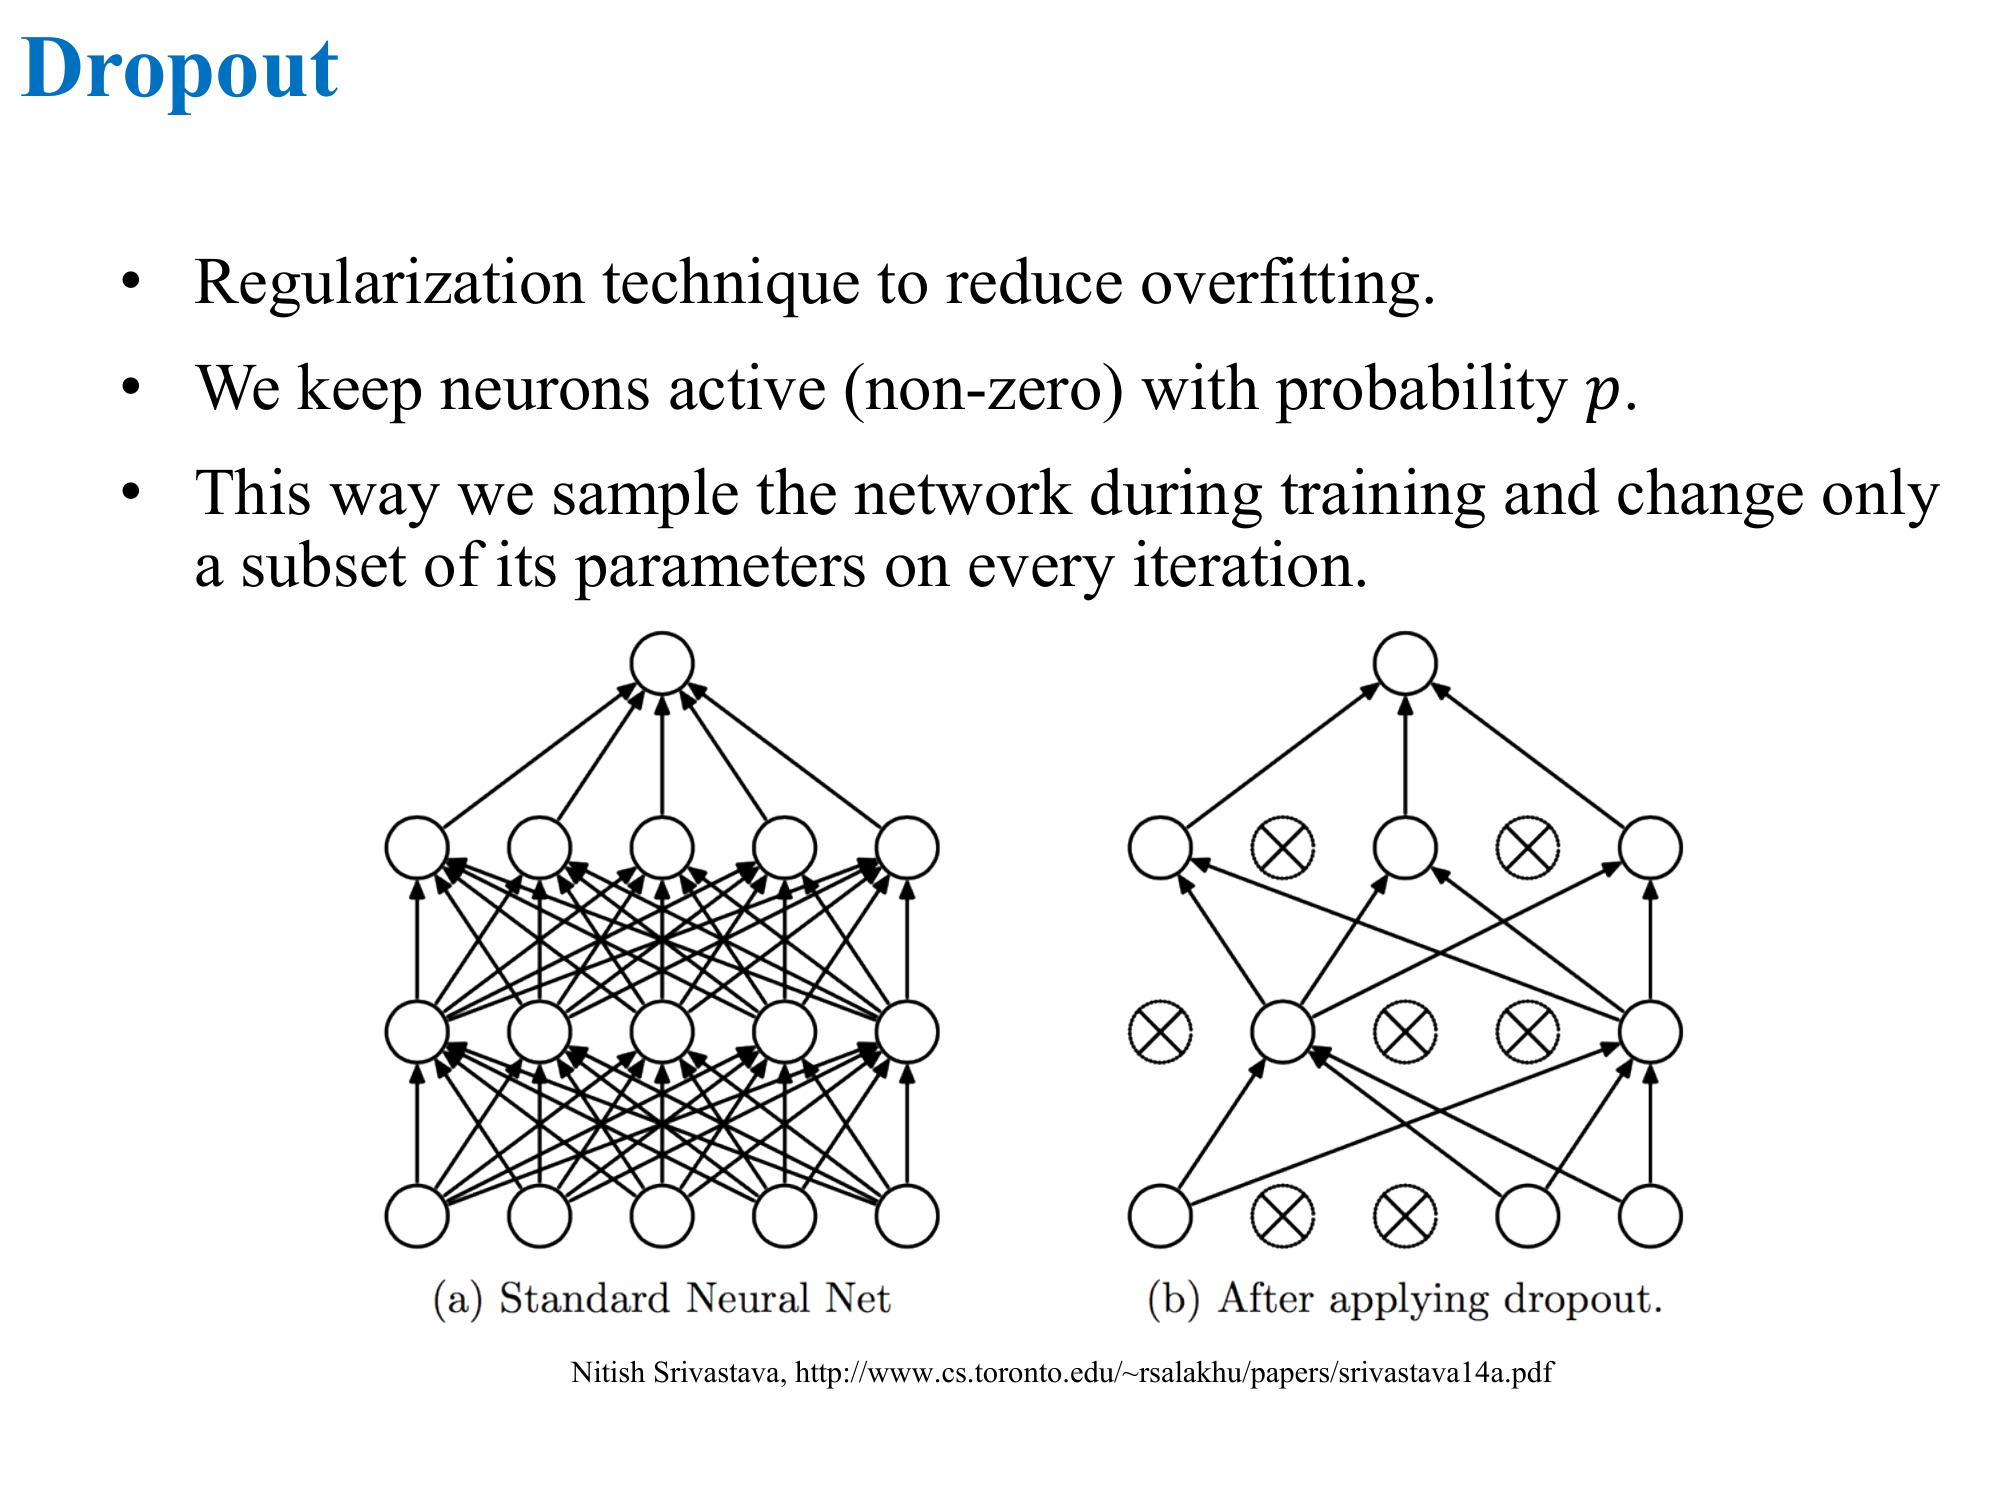 Dropout
• Regularization technique to reduce overfitting.
• We keep neurons active (non-zero) with probability p.
• This way we sample the network during training and change only
a subset of its parameters on every iteration.
(a) Standard Neural Net
(b) After applying dropout.
Nitish Srivastava, http://www.cs.toronto.edu/~rsalakhu/papers/srivastava14a.pdf